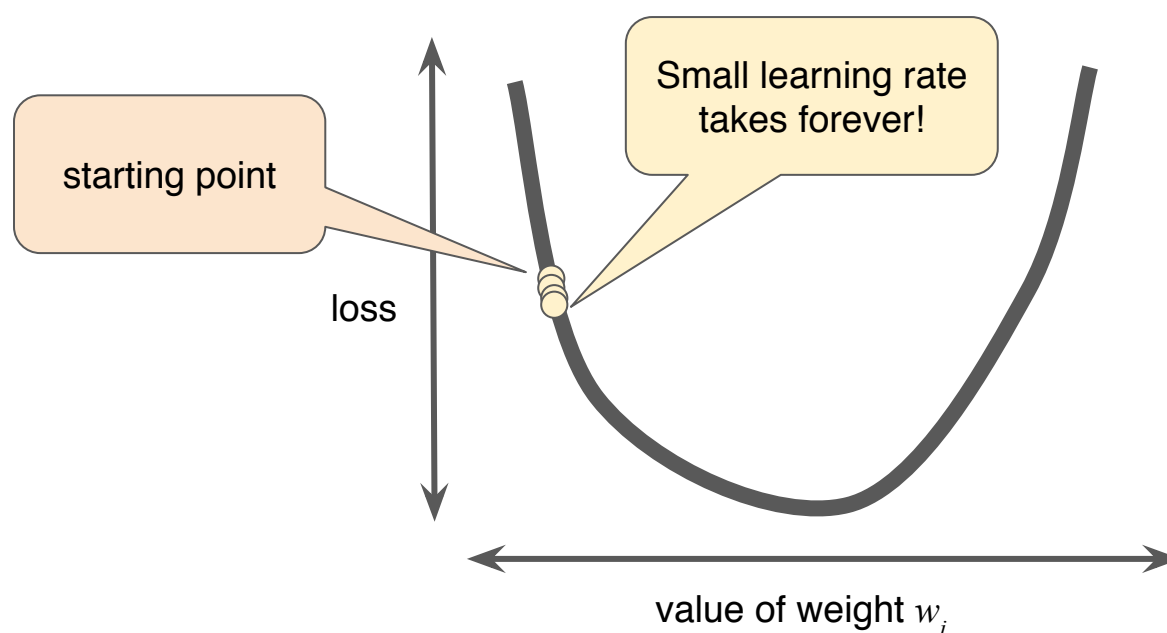 Small learning rate
takes forever!
starting point
loss
value of weight wᵢ